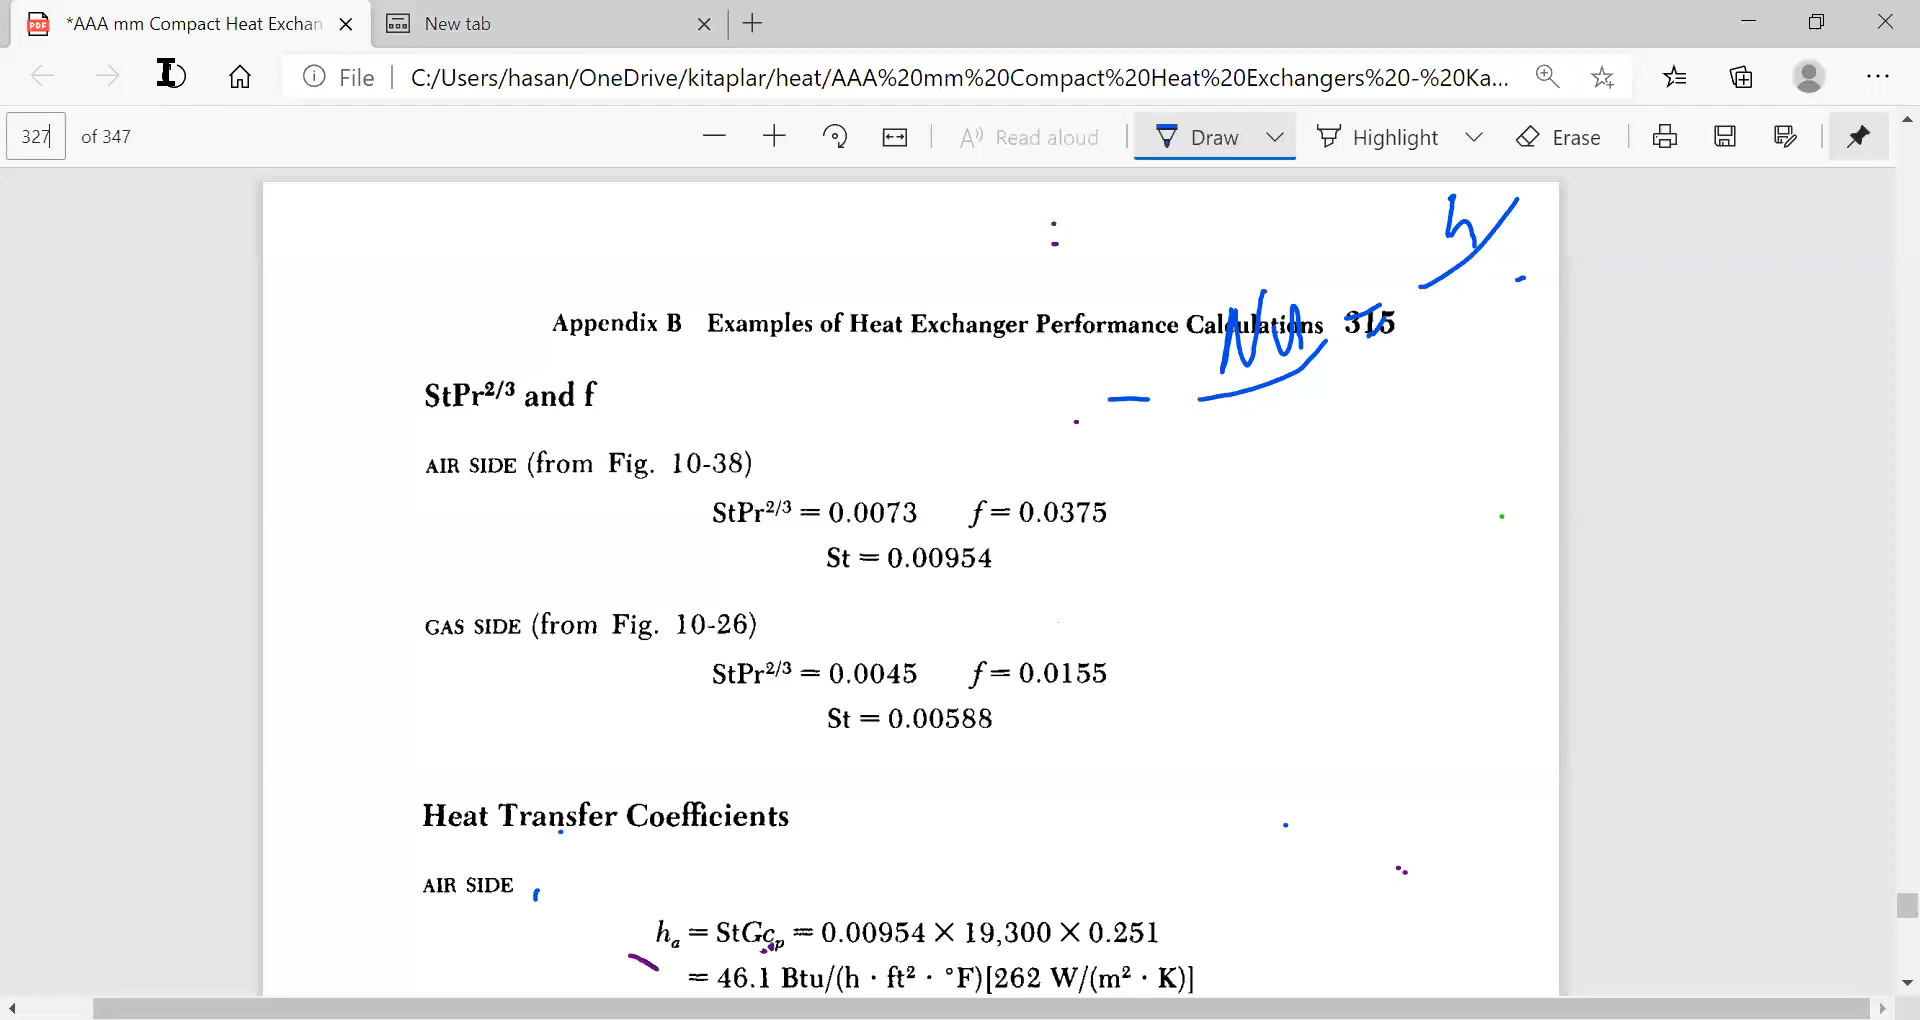 *AAA mm Compact Heat Exchan
New tab
File
C:/Users/hasan/OneDrive/kitaplar/heat/AAA%20mm%20Compact%20Heat%20Exchangers%20-%20Ka...
327 of 347
Read aloud
Draw
Highlight
Erase
h
Appendix B Examples of Heat Exchanger Performance Calculations 315
Nu
StPr²/³ and f
AIR SIDE (from Fig. 10-38)
StPr²/³ = 0.0073 f = 0.0375
St = 0.00954
GAS SIDE (from Fig. 10-26)
StPr²/³ = 0.0045 f = 0.0155
St = 0.00588
Heat Transfer Coefficients
AIR SIDE
hₐ = StGcₚ = 0.00954 × 19,300 × 0.251
= 46.1 Btu/(h · ft² · °F)[262 W/(m² · K)]